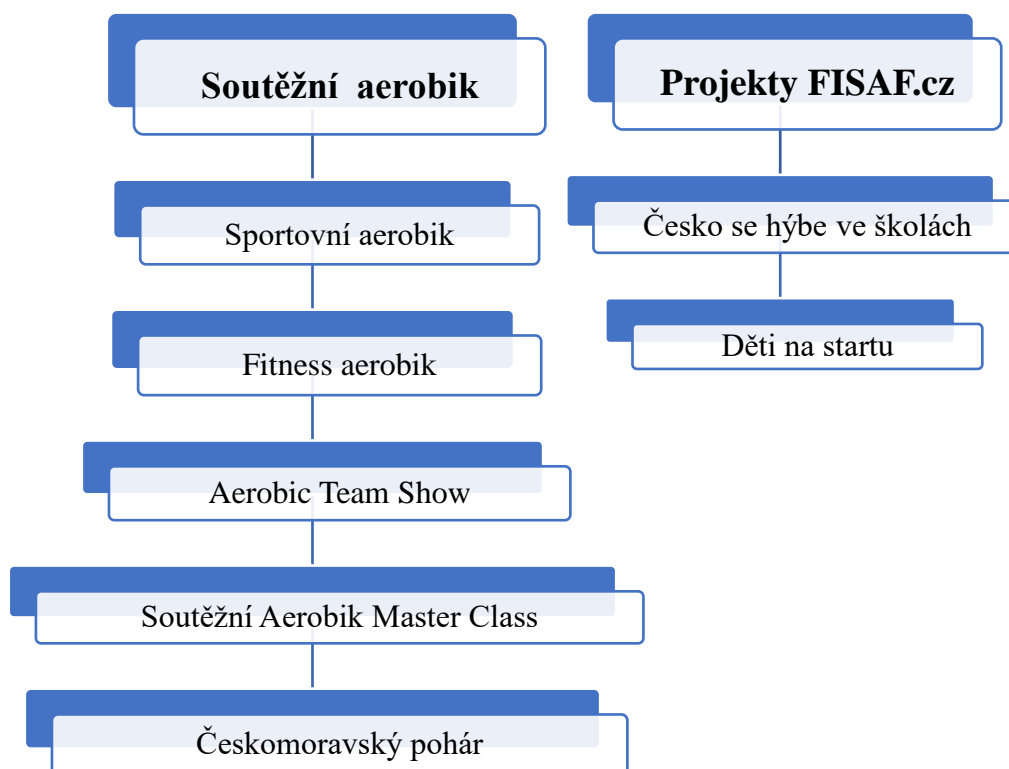 Soutěžní aerobik
Sportovní aerobik
Fitness aerobik
Aerobic Team Show
Soutěžní Aerobik Master Class
Českomoravský pohár
Projekty FISAF.cz
Česko se hýbe ve školách
Děti na startu